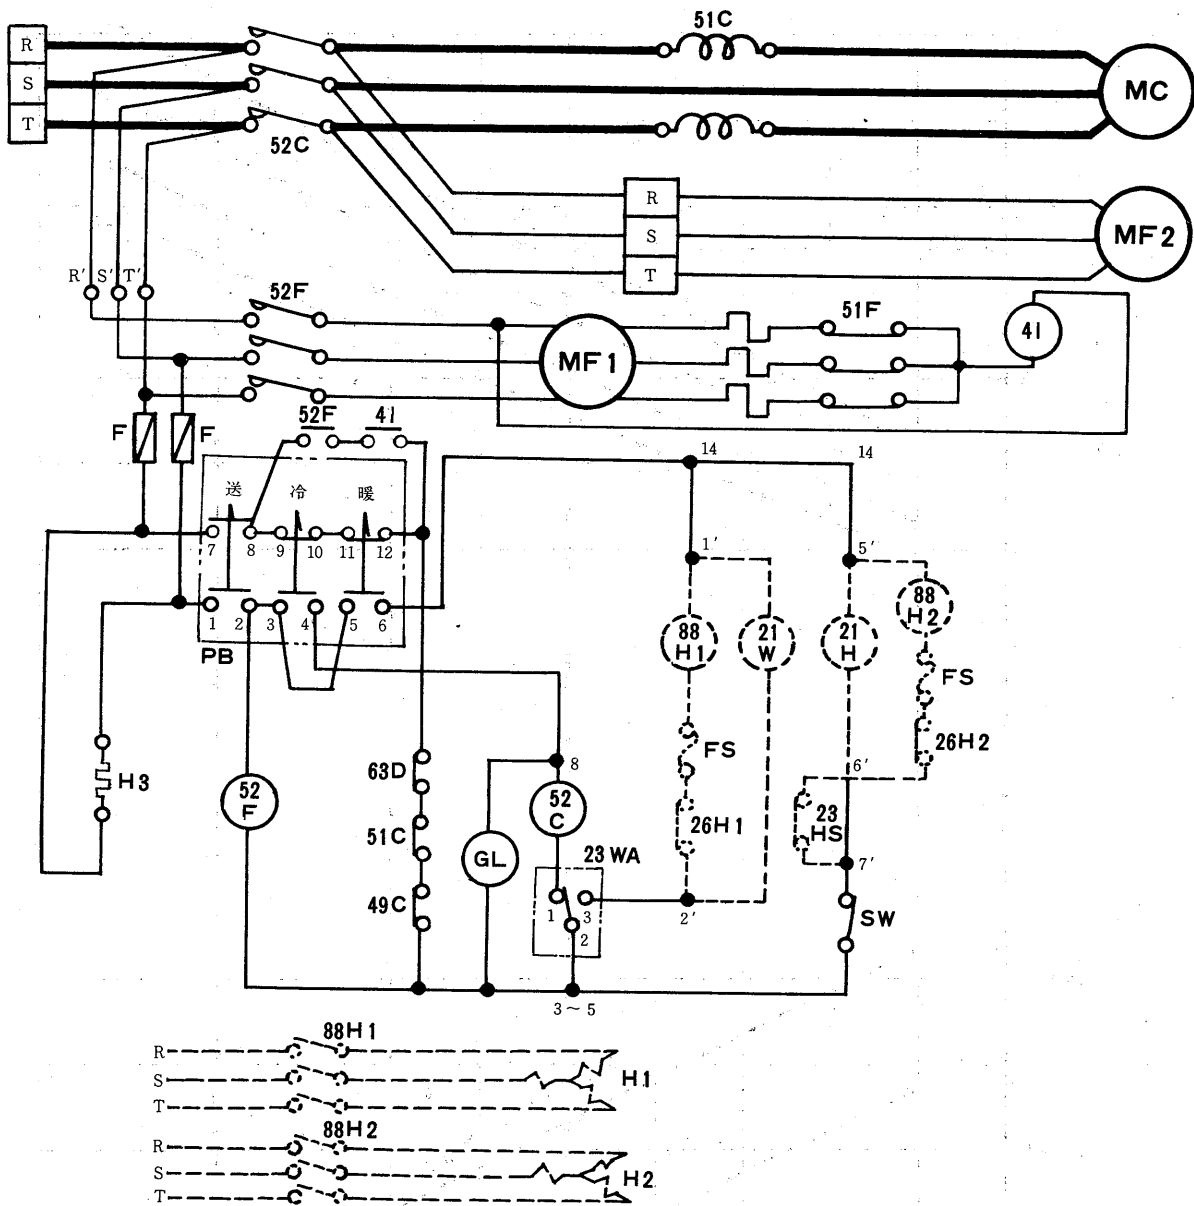 51C
R
S
T
MC
52C
R
S
T
MF2
R′ S′ T′
52F
51F
41
MF1
F
F
52F
41
14
14
送
冷
暖
7
8
9
10
11
12
1′
5′
88
H2
1
2
3
4
5
6
PB
88
H1
21
W
21
H
FS
FS
26H2
H3
63D
8
6′
52
F
52
C
51C
26H1
23
HS
GL
23WA
7′
49C
1
3
2
2′
SW
3～5
88H1
R
S
T
H1
88H2
R
S
T
H2